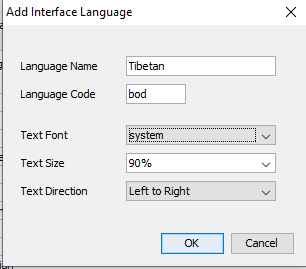 Add Interface Language
Language Name Tibetan
Language Code bod
Text Font system
Text Size 90%
Text Direction Left to Right
OK Cancel